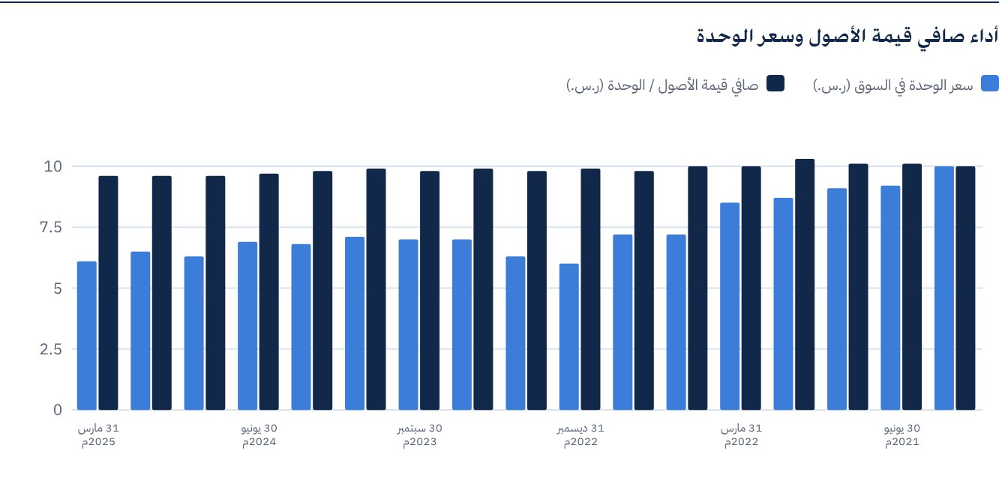 أداء صافي قيمة الأصول وسعر الوحدة
سعر الوحدة في السوق (ر.س.)
صافي قيمة الأصول / الوحدة (ر.س.)
10
7.5
5
2.5
0
30 يونيو
2021م
31 مارس
2022م
31 ديسمبر
2022م
30 سبتمبر
2023م
30 يونيو
2024م
31 مارس
2025م